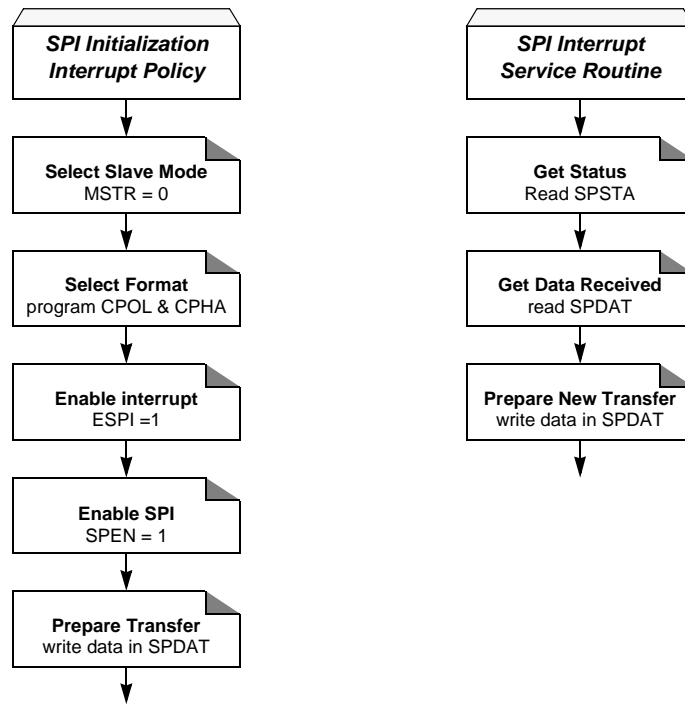 SPI Initialization
Interrupt Policy
Select Slave Mode
MSTR = 0
Select Format
program CPOL & CPHA
Enable interrupt
ESPI =1
Enable SPI
SPEN = 1
Prepare Transfer
write data in SPDAT
SPI Interrupt
Service Routine
Get Status
Read SPSTA
Get Data Received
read SPDAT
Prepare New Transfer
write data in SPDAT